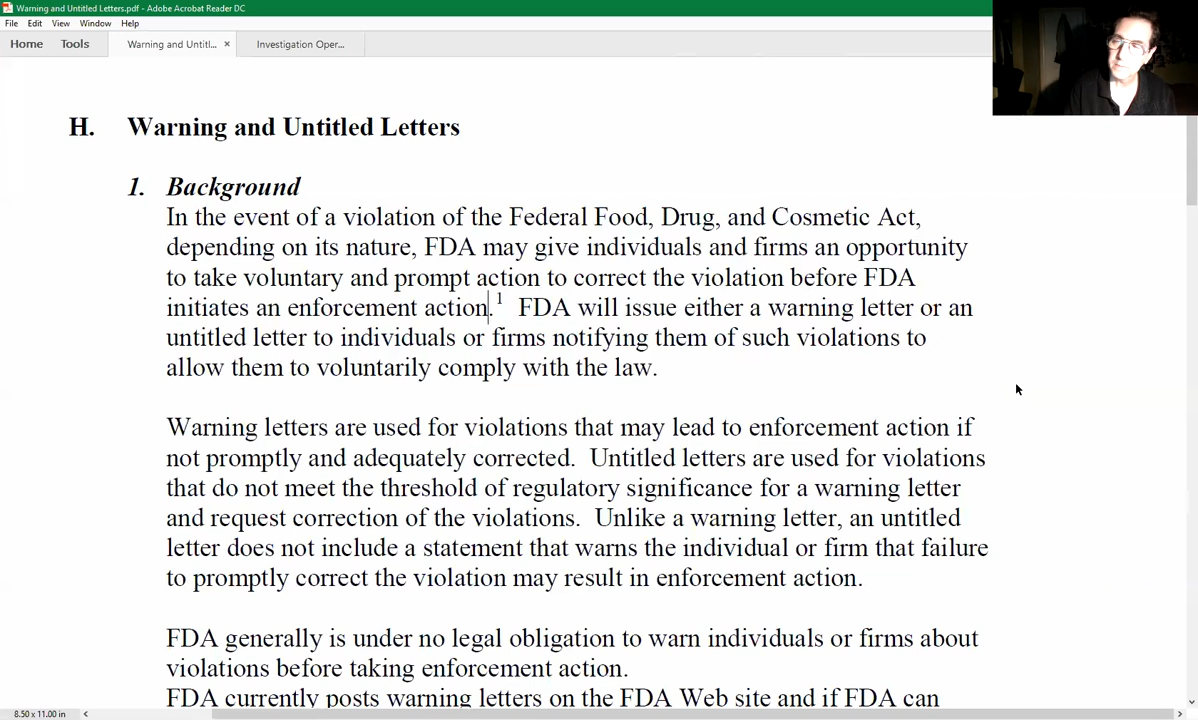 Warning and Untitled Letters.pdf - Adobe Acrobat Reader DC
File Edit View Window Help
Home Tools Warning and Untitl... × Investigation Oper...
H. Warning and Untitled Letters
1. Background
In the event of a violation of the Federal Food, Drug, and Cosmetic Act,
depending on its nature, FDA may give individuals and firms an opportunity
to take voluntary and prompt action to correct the violation before FDA
initiates an enforcement action.1 FDA will issue either a warning letter or an
untitled letter to individuals or firms notifying them of such violations to
allow them to voluntarily comply with the law.
Warning letters are used for violations that may lead to enforcement action if
not promptly and adequately corrected. Untitled letters are used for violations
that do not meet the threshold of regulatory significance for a warning letter
and request correction of the violations. Unlike a warning letter, an untitled
letter does not include a statement that warns the individual or firm that failure
to promptly correct the violation may result in enforcement action.
FDA generally is under no legal obligation to warn individuals or firms about
violations before taking enforcement action.
FDA currently posts warning letters on the FDA Web site and if FDA can
8.50 x 11.00 in